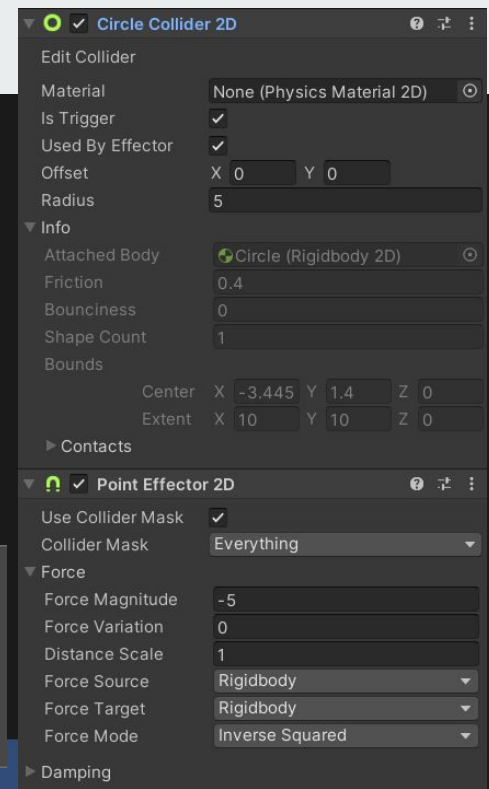 Circle Collider 2D
Edit Collider
Material None (Physics Material 2D)
Is Trigger
Used By Effector
Offset X 0 Y 0
Radius 5
Info
Attached Body Circle (Rigidbody 2D)
Friction 0.4
Bounciness 0
Shape Count 1
Bounds
Center X -3.445 Y 1.4 Z 0
Extent X 10 Y 10 Z 0
Contacts
Point Effector 2D
Use Collider Mask
Collider Mask Everything
Force
Force Magnitude -5
Force Variation 0
Distance Scale 1
Force Source Rigidbody
Force Target Rigidbody
Force Mode Inverse Squared
Damping